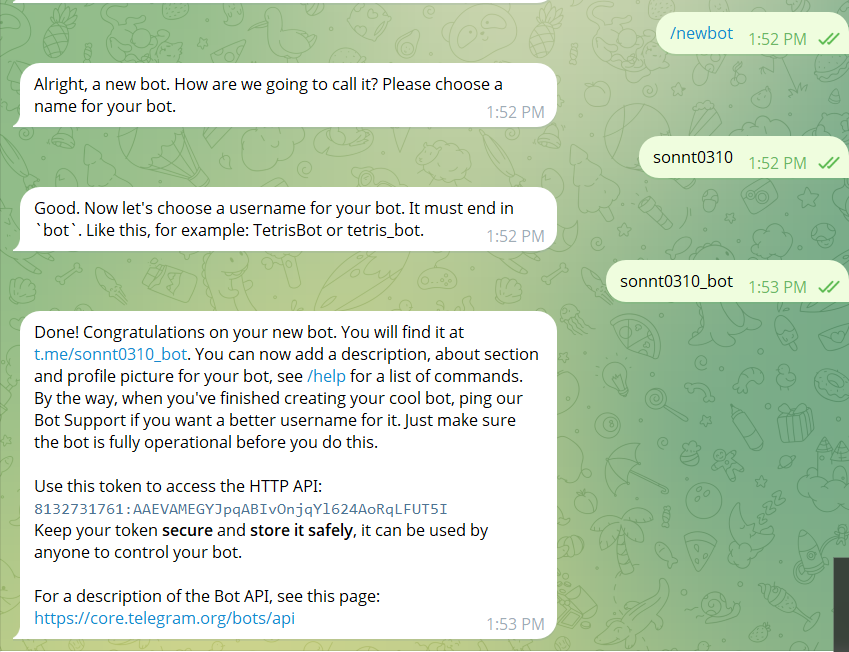 /newbot 1:52 PM
Alright, a new bot. How are we going to call it? Please choose a
name for your bot. 1:52 PM
sonnt0310 1:52 PM
Good. Now let's choose a username for your bot. It must end in
`bot`. Like this, for example: TetrisBot or tetris_bot. 1:52 PM
sonnt0310_bot 1:53 PM
Done! Congratulations on your new bot. You will find it at
t.me/sonnt0310_bot. You can now add a description, about section
and profile picture for your bot, see /help for a list of commands.
By the way, when you've finished creating your cool bot, ping our
Bot Support if you want a better username for it. Just make sure
the bot is fully operational before you do this.
Use this token to access the HTTP API:
8132731761:AAEVAMEGYJpqABIvOnjqYl624AoRqLFUT5I
Keep your token secure and store it safely, it can be used by
anyone to control your bot.
For a description of the Bot API, see this page:
https://core.telegram.org/bots/api 1:53 PM